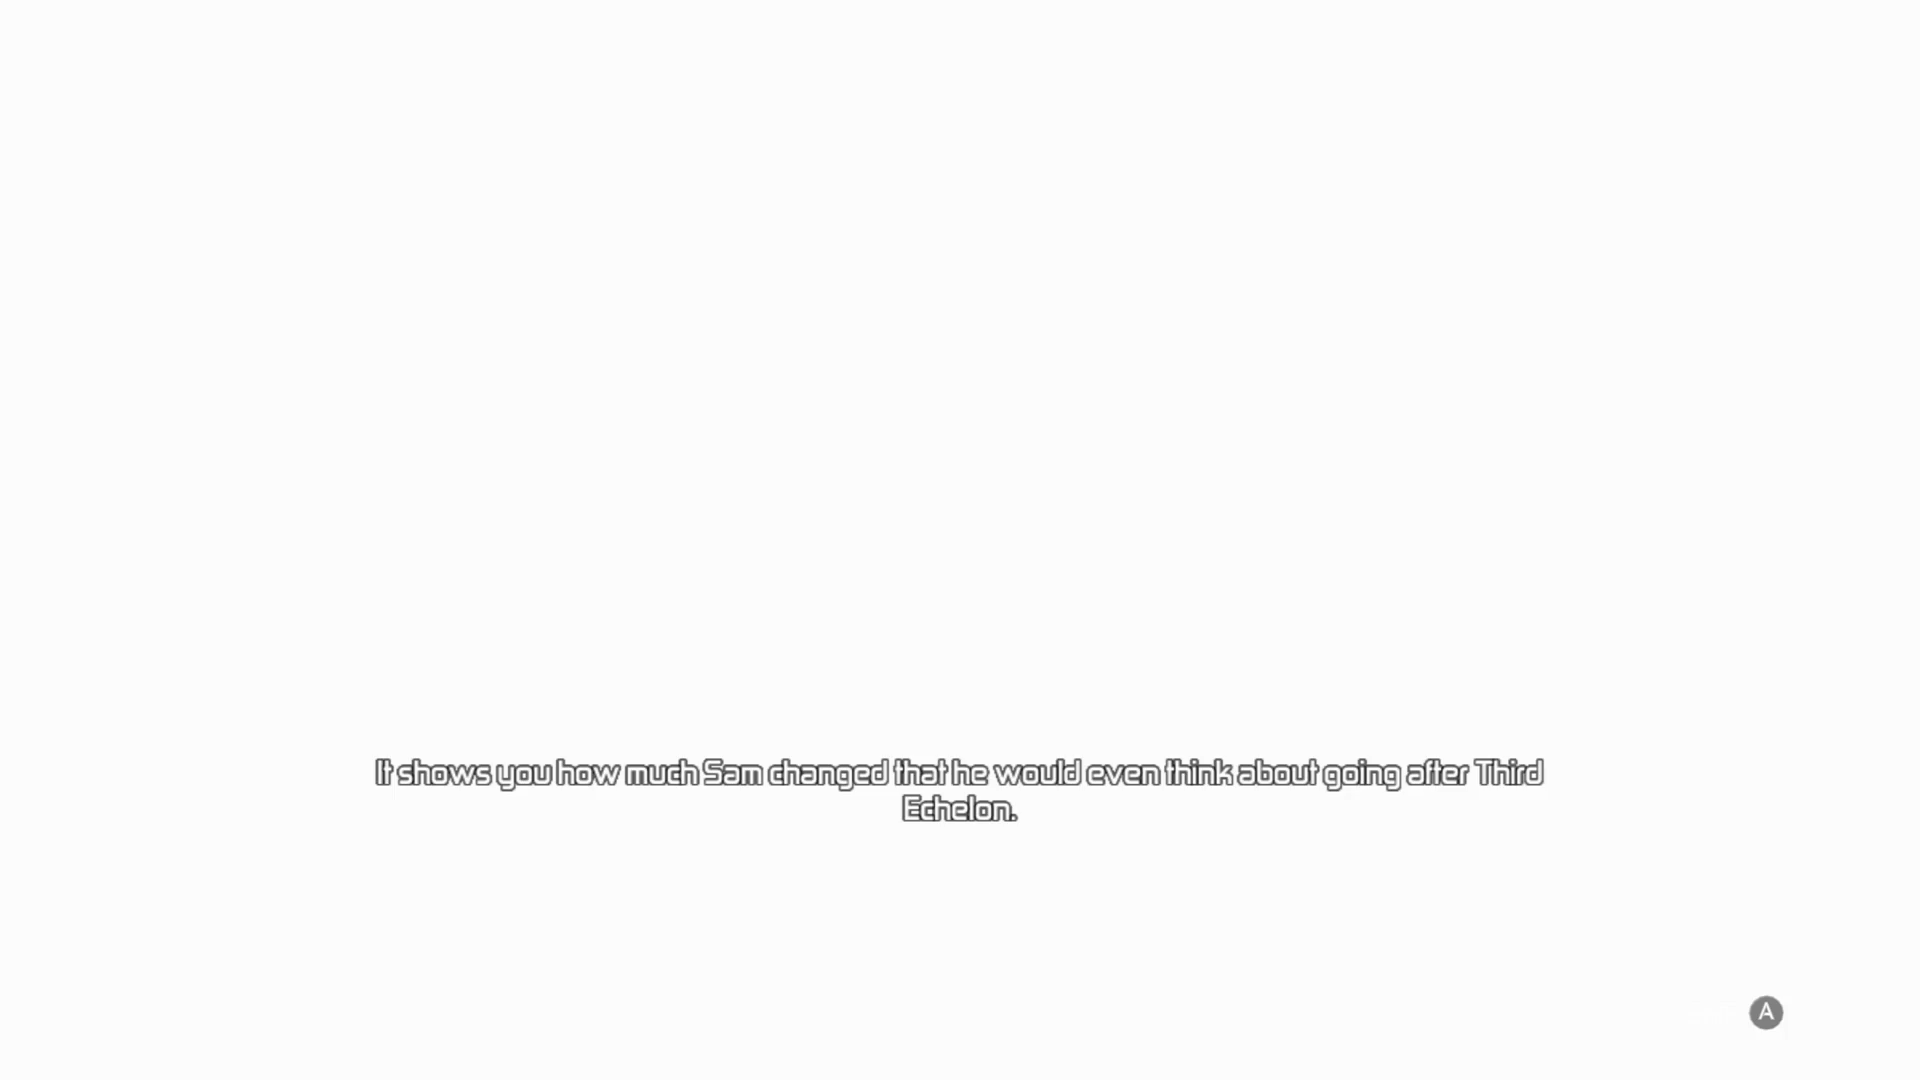 It shows you how much Sam changed that he would even think about going after Third
Echelon.
A